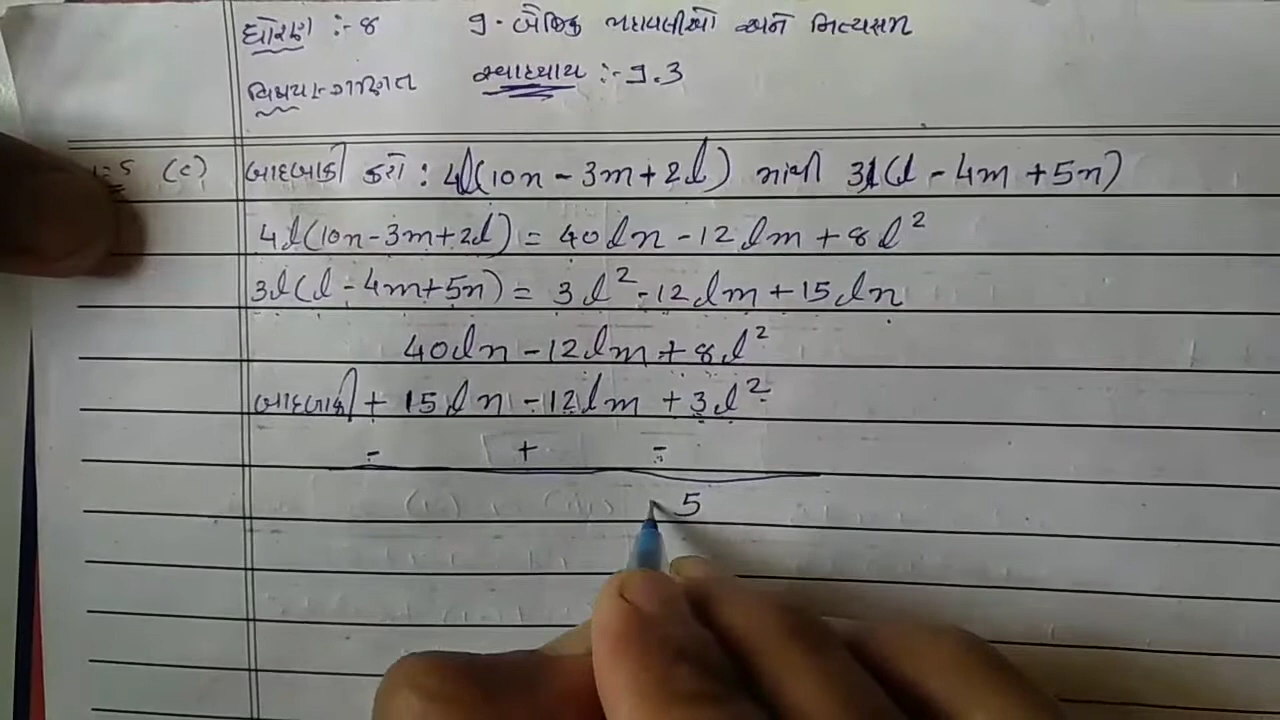 ધોરણ :- ૪ 9. બૈજિક પદાવલીઓ અને નિત્યસમ
વિષય :- ગણિત સ્વાધ્યાય :- 9.3
(c) બાદબાકી કરો : 4l(10n - 3m + 2l) માંથી 3l(l - 4m + 5n)
4l(10n - 3m + 2l) = 40ln - 12lm + 8l²
3l(l - 4m + 5n) = 3l² - 12lm + 15ln
40ln - 12lm + 8l²
બાદબાકી + 15ln - 12lm + 3l²
- + -
5